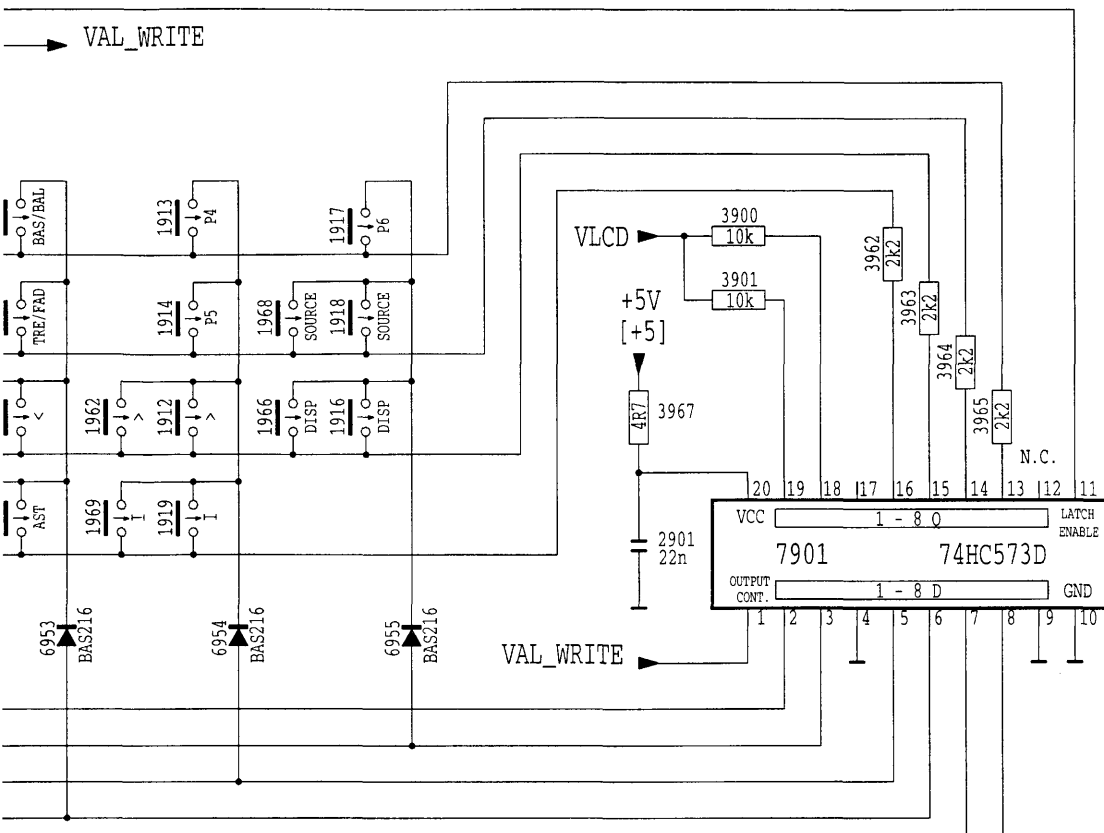 VAL_WRITE
BAS/BAL
1913
P4
1917
P6
TRE/FAD
1914
P5
1968
SOURCE
1918
SOURCE
<
1962
>
1912
>
1966
DISP
1916
DISP
AST
1969
I
1919
I
VLCD
3900
10k
3901
10k
+5V
[+5]
4R7
3967
2901
22n
3962
2k2
3963
2k2
3964
2k2
3965
2k2
N.C.
20 19 18 17 16 15 14 13 12 11
VCC
1 - 8 Q
LATCH
ENABLE
7901
74HC573D
OUTPUT
CONT.
1 - 8 D
GND
1 2 3 4 5 6 7 8 9 10
VAL_WRITE
6953
BAS216
6954
BAS216
6955
BAS216